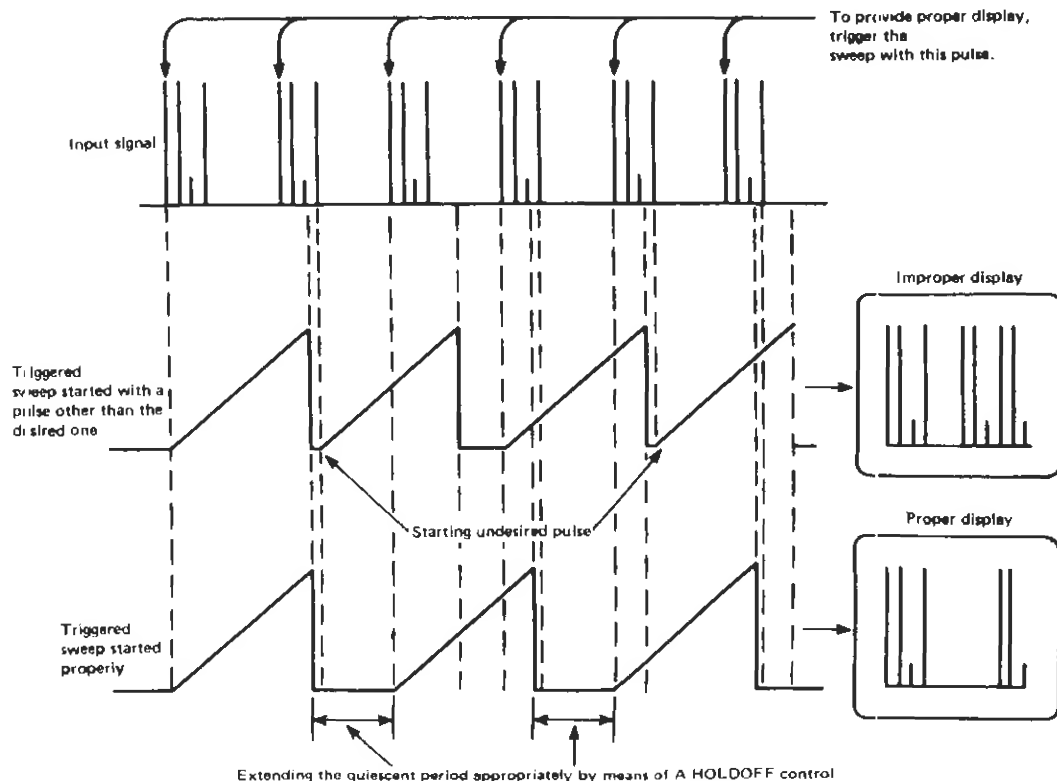 To provide proper display,
trigger the
sweep with this pulse.
Input signal
Improper display
Triggered
sweep started with a
pulse other than the
disired one
Starting undesired pulse
Proper display
Triggered
sweep started
properly
Extending the quiescent period appropriately by means of A HOLDOFF control